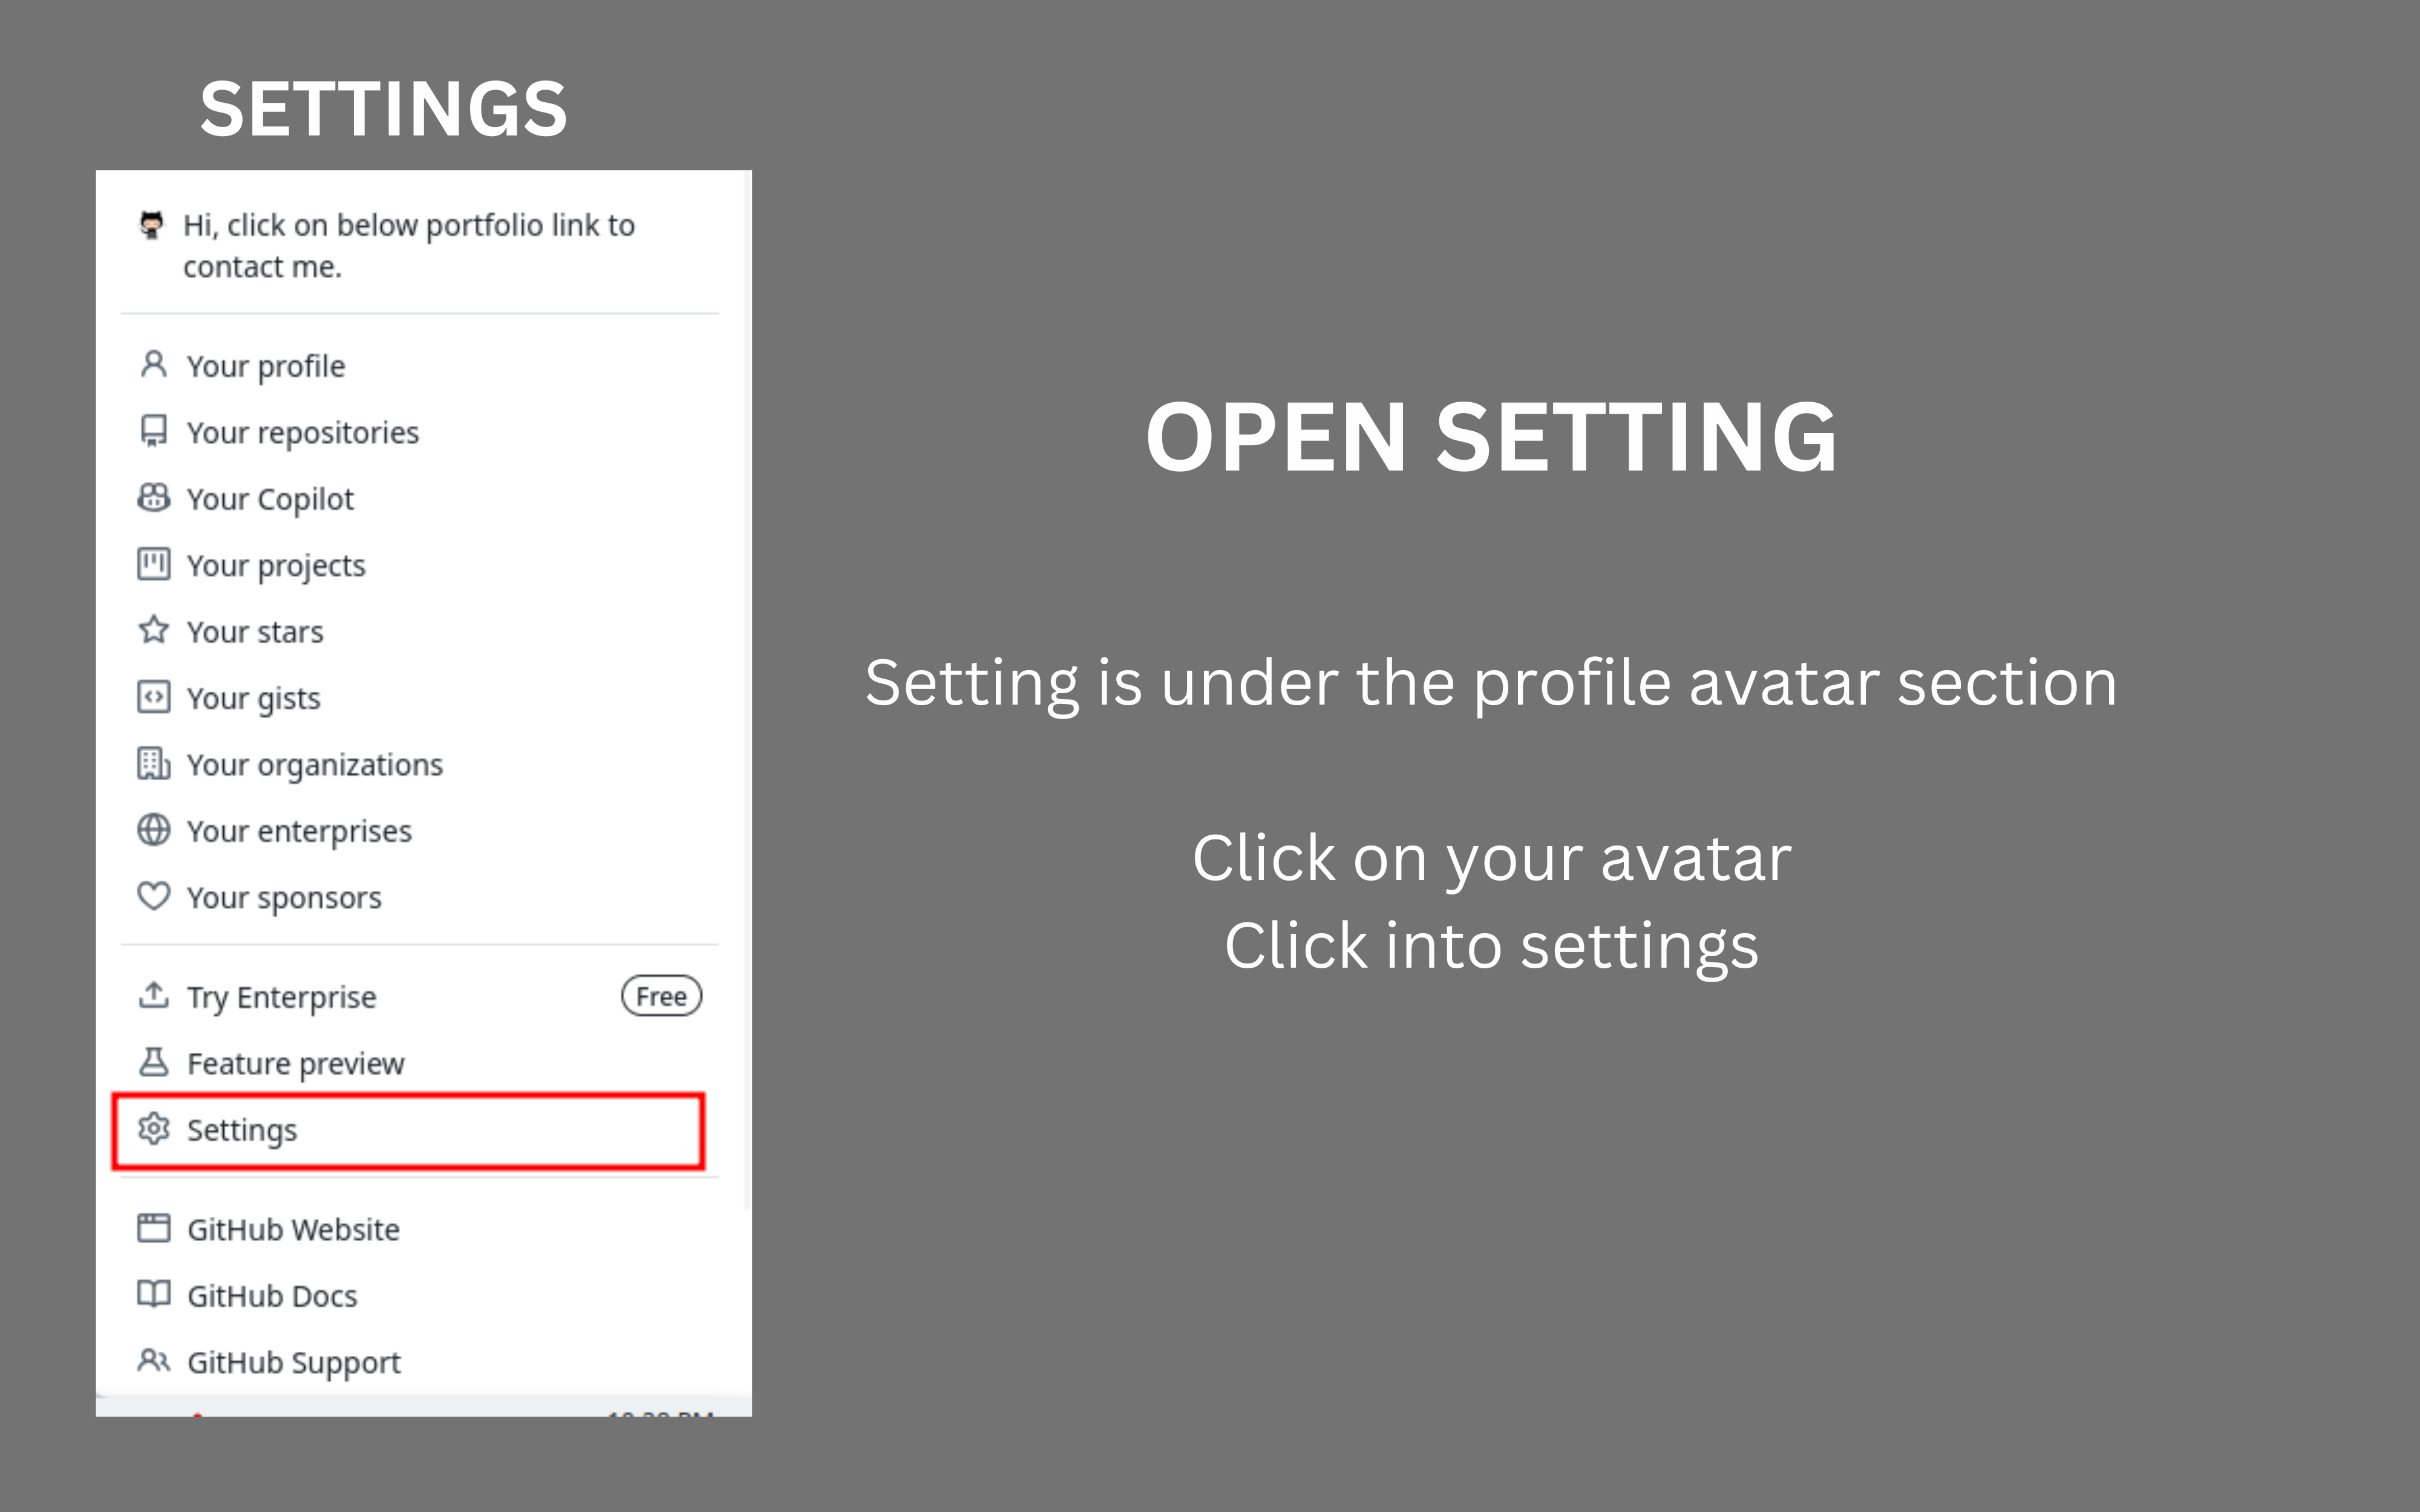 SETTINGS
Hi, click on below portfolio link to
contact me.
Your profile
Your repositories
Your Copilot
Your projects
Your stars
Your gists
Your organizations
Your enterprises
Your sponsors
Try Enterprise Free
Feature preview
Settings
GitHub Website
GitHub Docs
GitHub Support
OPEN SETTING
Setting is under the profile avatar section
Click on your avatar
Click into settings